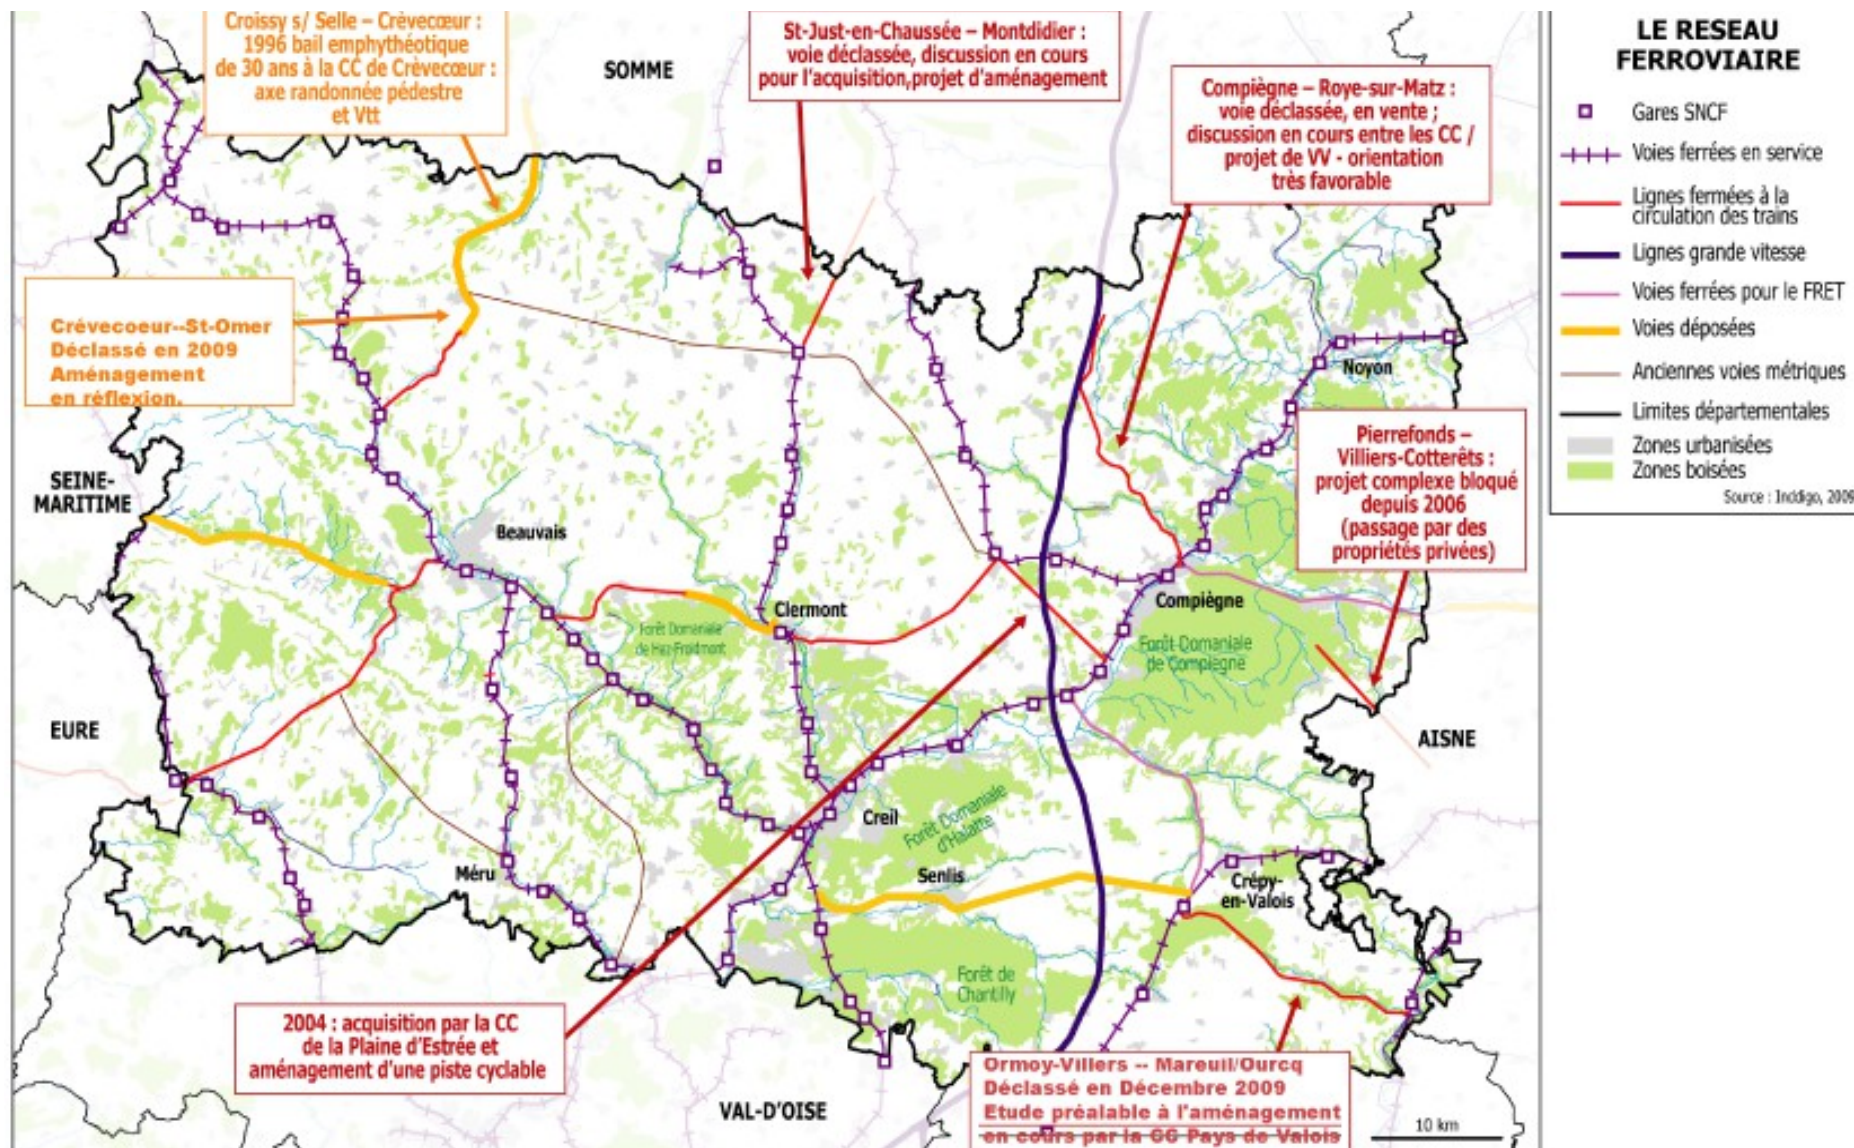 Croissy s/ Selle – Crèvecœur :
1996 bail emphythéotique
de 30 ans à la CC de Crèvecœur :
axe randonnée pédestre
et Vtt
SOMME
St-Just-en-Chaussée – Montdidier :
voie déclassée, discussion en cours
pour l'acquisition,projet d'aménagement
Compiègne – Roye-sur-Matz :
voie déclassée, en vente ;
discussion en cours entre les CC /
projet de VV - orientation
très favorable
LE RESEAU
FERROVIAIRE
Gares SNCF
Voies ferrées en service
Lignes fermées à la
circulation des trains
Lignes grande vitesse
Voies ferrées pour le FRET
Voies déposées
Anciennes voies métriques
Limites départementales
Zones urbanisées
Zones boisées
Source : Inddigo, 2009
Crévecoeur--St-Omer
Déclassé en 2009
Aménagement
en réflexion.
Noyon
Pierrefonds –
Villiers-Cotterêts :
projet complexe bloqué
depuis 2006
(passage par des
propriétés privées)
SEINE-
MARITIME
Beauvais
Clermont
Compiègne
Forêt Domaniale
de Hez-Froidmont
Forêt Domaniale
de Compiègne
EURE
AISNE
Creil
Forêt Domaniale
d'Halatte
Méru
Senlis
Crépy-
en-Valois
Forêt de
Chantilly
2004 : acquisition par la CC
de la Plaine d'Estrée et
aménagement d'une piste cyclable
VAL-D'OISE
Ormoy-Villers -- Mareuil/Ourcq
Déclassé en Décembre 2009
Etude préalable à l'aménagement
en cours par la CC Pays de Valois
10 km